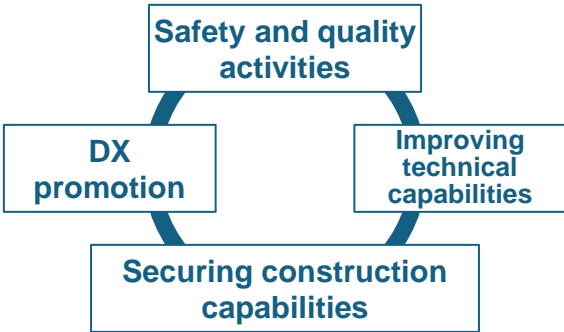 Safety and quality
activities
DX
promotion
Improving
technical
capabilities
Securing construction
capabilities